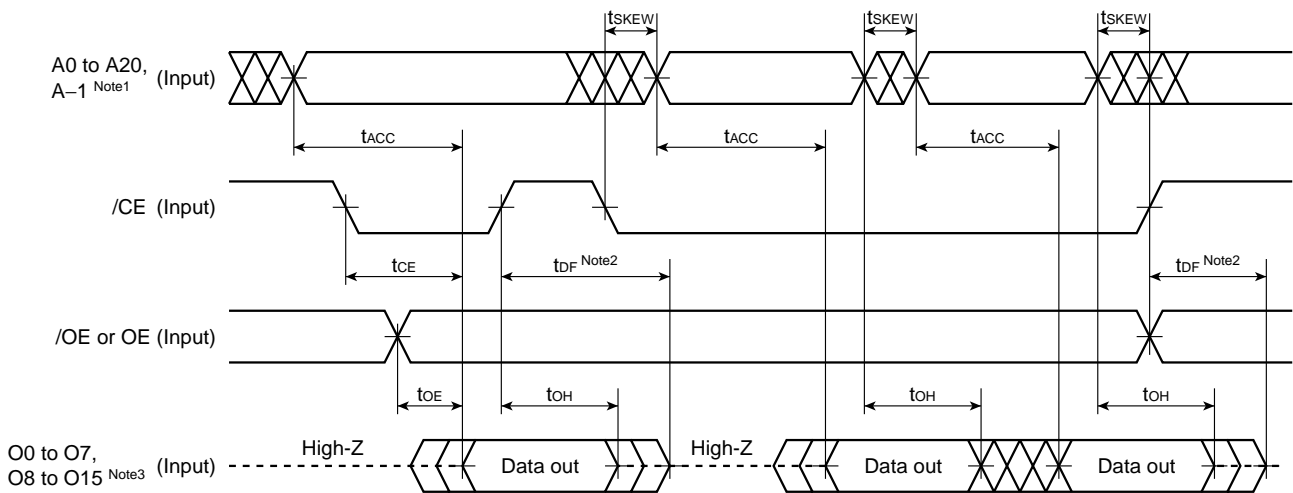 tSKEW tSKEW tSKEW
A0 to A20,
A−1 Note1 (Input)
tACC tACC tACC
/CE (Input)
tCE tDF Note2 tDF Note2
/OE or OE (Input)
tOE tOH tOH tOH
O0 to O7,
O8 to O15 Note3 (Input)
High-Z Data out High-Z Data out Data out